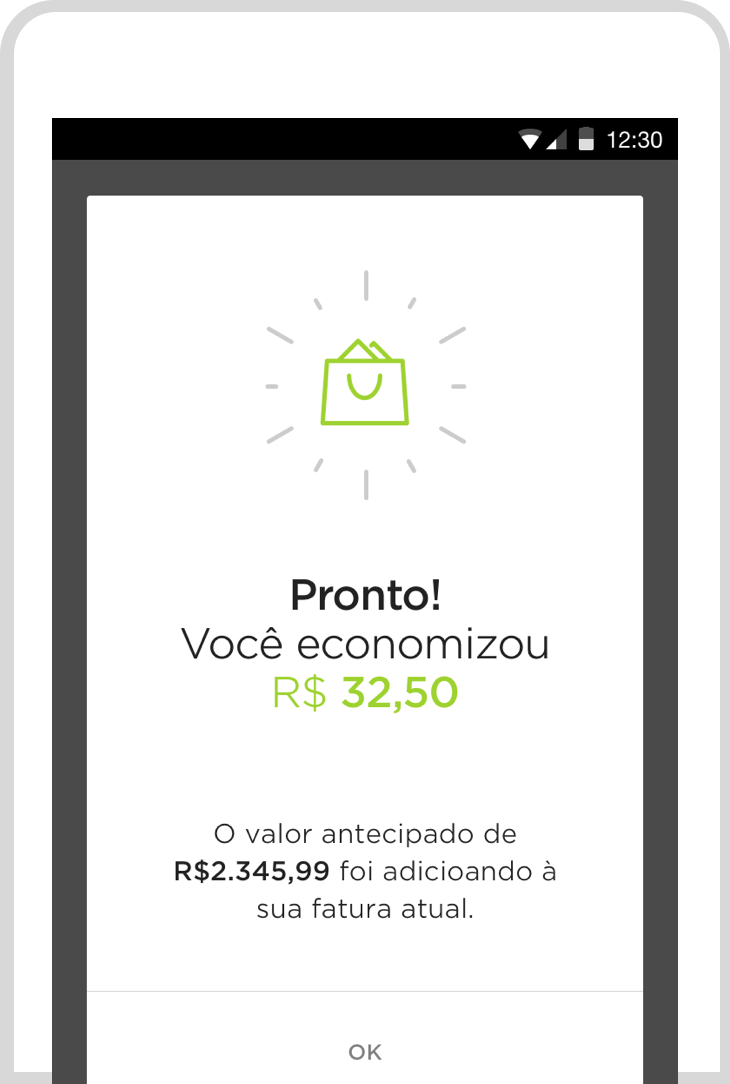 12:30
Pronto!
Você economizou
R$ 32,50
O valor antecipado de
R$2.345,99 foi adicioando à
sua fatura atual.
OK